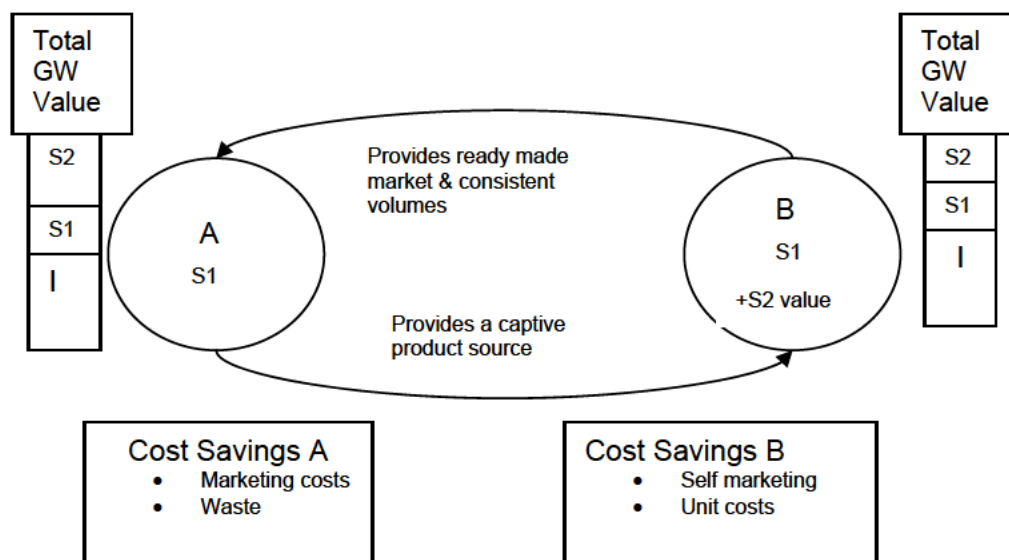 Total
GW
Value
S2
S1
I
A
S1
Provides ready made
market & consistent
volumes
Provides a captive
product source
B
S1
+S2 value
Total
GW
Value
S2
S1
I
Cost Savings A
• Marketing costs
• Waste
Cost Savings B
• Self marketing
• Unit costs